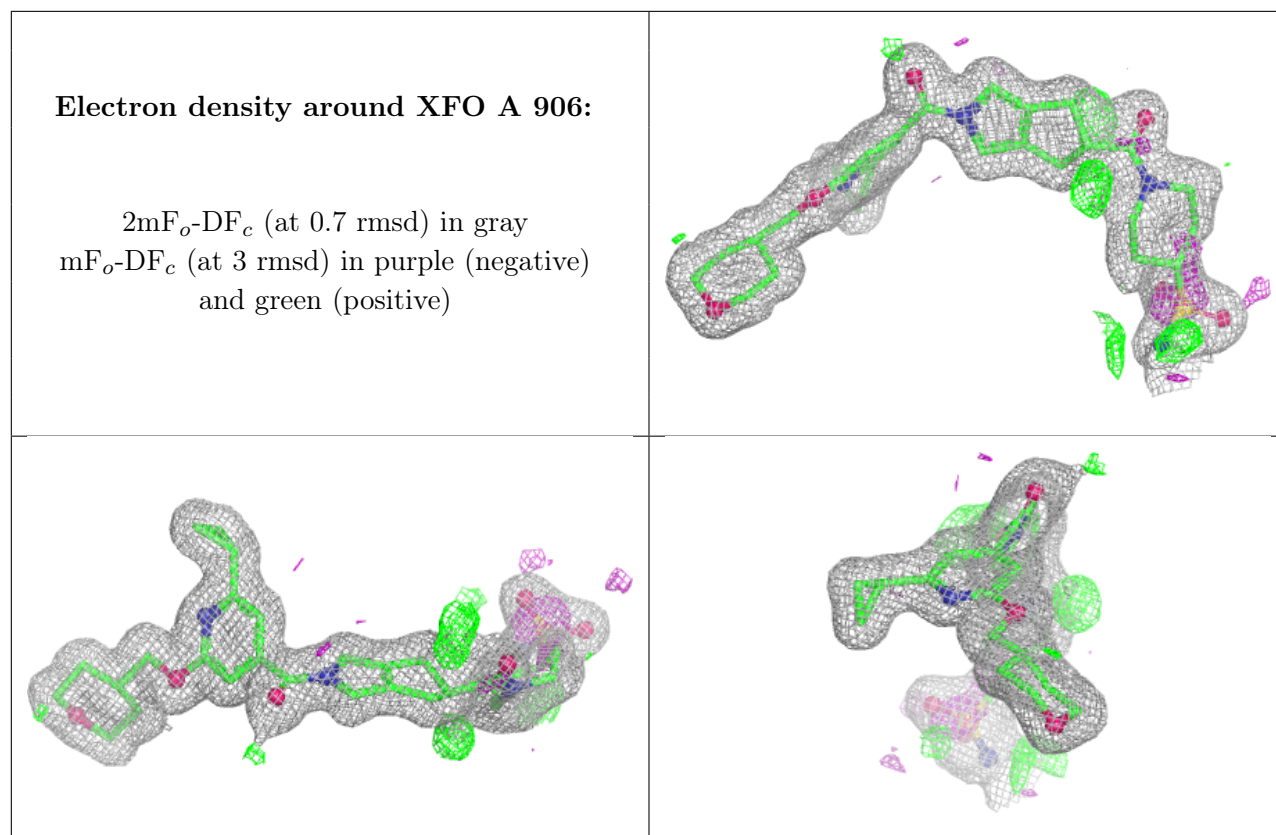 Electron density around XFO A 906:
2mFₒ-DF𝒸 (at 0.7 rmsd) in gray
mFₒ-DF𝒸 (at 3 rmsd) in purple (negative)
and green (positive)